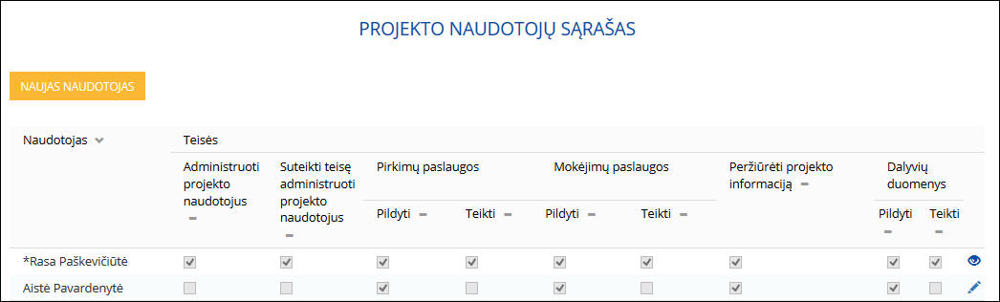 PROJEKTO NAUDOTOJŲ SĄRAŠAS
NAUJAS NAUDOTOJAS
Naudotojas
Teisės
Administruoti
projekto
naudotojus
Suteikti teisę
administruoti
projekto
naudotojus
Pirkimų paslaugos
Mokėjimų paslaugos
Peržiūrėti projekto
informaciją
Dalyvių
duomenys
Pildyti
Teikti
Pildyti
Teikti
Pildyti
Teikti
*Rasa Paškevičiūtė
Aistė Pavardenytė